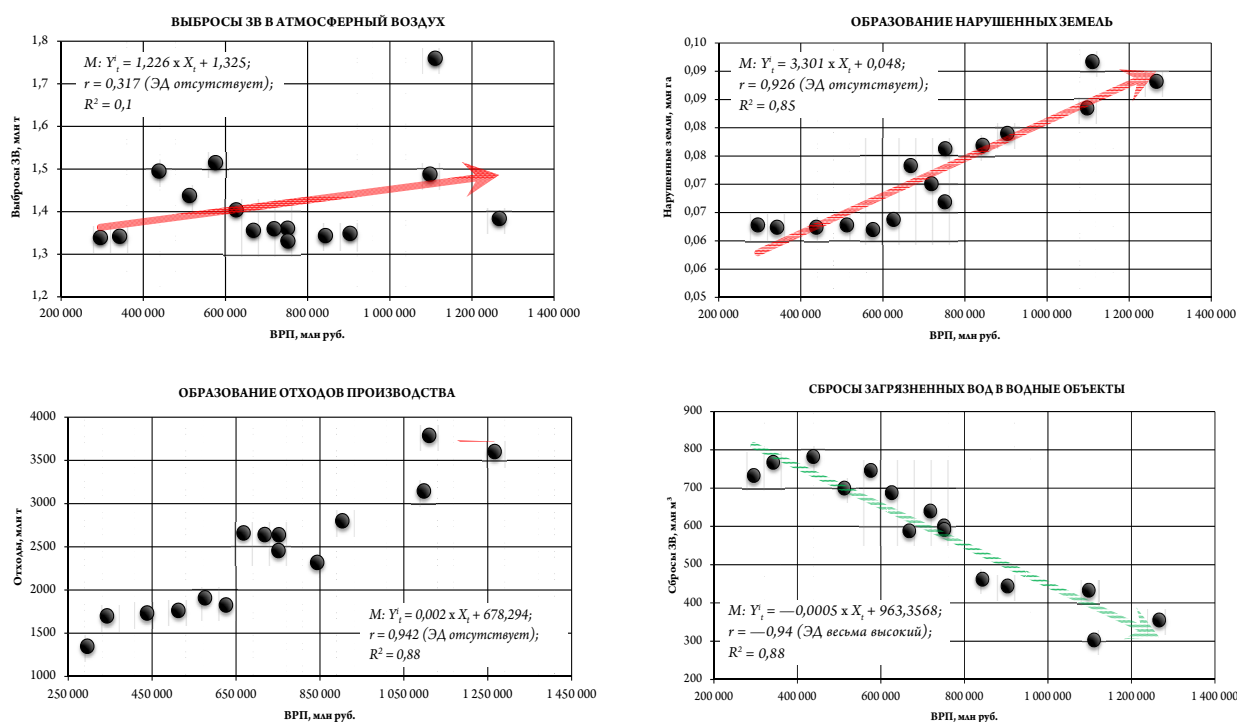 ВЫБРОСЫ ЗВ В АТМОСФЕРНЫЙ ВОЗДУХ
Выбросы ЗВ, млн т
1,8
1,7
1,6
1,5
1,4
1,3
1,2
M: Yⁱₜ = 1,226 x Xₜ + 1,325;
r = 0,317 (ЭД отсутствует);
R² = 0,1
200 000 400 000 600 000 800 000 1 000 000 1 200 000 1 400 000
ВРП, млн руб.
ОБРАЗОВАНИЕ НАРУШЕННЫХ ЗЕМЕЛЬ
Нарушенные земли, млн га
0,10
0,09
0,08
0,08
0,07
0,07
0,06
0,06
0,05
M: Yⁱₜ = 3,301 x Xₜ + 0,048;
r = 0,926 (ЭД отсутствует);
R² = 0,85
200 000 400 000 600 000 800 000 1 000 000 1 200 000 1 400 000
ВРП, млн руб.
ОБРАЗОВАНИЕ ОТХОДОВ ПРОИЗВОДСТВА
Отходы, млн т
4000
3500
3000
2500
2000
1500
1000
M: Yⁱₜ = 0,002 x Xₜ + 678,294;
r = 0,942 (ЭД отсутствует);
R² = 0,88
250 000 450 000 650 000 850 000 1 050 000 1 250 000 1 450 000
ВРП, млн руб.
СБРОСЫ ЗАГРЯЗНЕННЫХ ВОД В ВОДНЫЕ ОБЪЕКТЫ
Сбросы ЗВ, млн м³
900
800
700
600
500
400
300
200
M: Yⁱₜ = —0,0005 x Xₜ + 963,3568;
r = —0,94 (ЭД весьма высокий);
R² = 0,88
200 000 400 000 600 000 800 000 1 000 000 1 200 000 1 400 000
ВРП, млн руб.